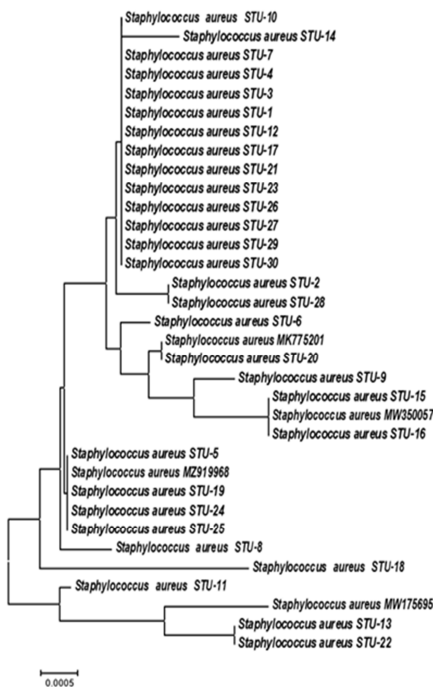 Staphylococcus aureus STU-10
Staphylococcus aureus STU-14
Staphylococcus aureus STU-7
Staphylococcus aureus STU-4
Staphylococcus aureus STU-3
Staphylococcus aureus STU-1
Staphylococcus aureus STU-12
Staphylococcus aureus STU-17
Staphylococcus aureus STU-21
Staphylococcus aureus STU-23
Staphylococcus aureus STU-26
Staphylococcus aureus STU-27
Staphylococcus aureus STU-29
Staphylococcus aureus STU-30
Staphylococcus aureus STU-2
Staphylococcus aureus STU-28
Staphylococcus aureus STU-6
Staphylococcus aureus MK775201
Staphylococcus aureus STU-20
Staphylococcus aureus STU-9
Staphylococcus aureus STU-15
Staphylococcus aureus MW350057
Staphylococcus aureus STU-16
Staphylococcus aureus STU-5
Staphylococcus aureus MZ919968
Staphylococcus aureus STU-19
Staphylococcus aureus STU-24
Staphylococcus aureus STU-25
Staphylococcus aureus STU-8
Staphylococcus aureus STU-18
Staphylococcus aureus STU-11
Staphylococcus aureus MW175695
Staphylococcus aureus STU-13
Staphylococcus aureus STU-22
0.0005